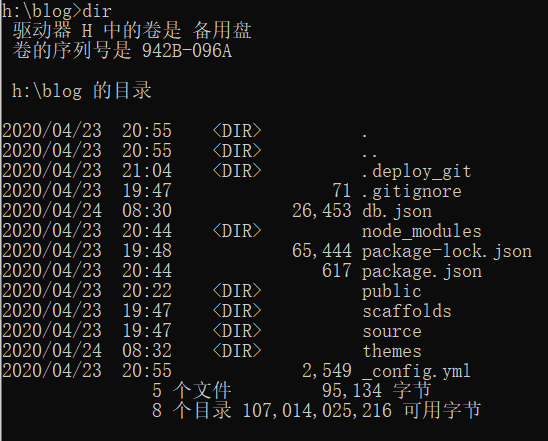 h:\blog>dir
驱动器 H 中的卷是 备用盘
卷的序列号是 942B-096A
h:\blog 的目录
2020/04/23  20:55    <DIR>          .
2020/04/23  20:55    <DIR>          ..
2020/04/23  21:04    <DIR>          .deploy_git
2020/04/23  19:47                71 .gitignore
2020/04/24  08:30            26,453 db.json
2020/04/23  20:44    <DIR>          node_modules
2020/04/23  19:48            65,444 package-lock.json
2020/04/23  20:44               617 package.json
2020/04/23  20:22    <DIR>          public
2020/04/23  19:47    <DIR>          scaffolds
2020/04/23  19:47    <DIR>          source
2020/04/24  08:32    <DIR>          themes
2020/04/23  20:55             2,549 _config.yml
5 个文件         95,134 字节
8 个目录 107,014,025,216 可用字节